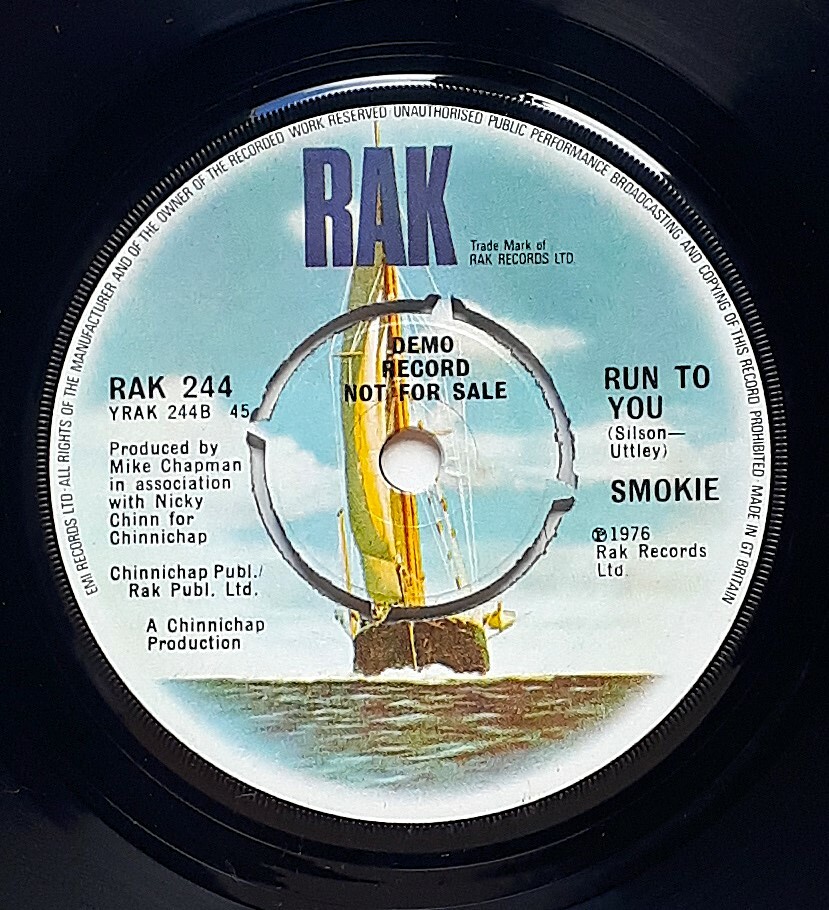 EMI RECORDS LTD·ALL RIGHTS OF THE MANUFACTURER AND OF THE OWNER OF THE RECORDED WORK RESERVED UNAUTHORISED PUBLIC PERFORMANCE BROADCASTING AND COPYING OF THIS RECORD PROHIBITED·MADE IN GT BRITAIN
RAK
Trade Mark of
RAK RECORDS LTD.
DEMO
RECORD
NOT FOR SALE
RAK 244
YRAK 244B 45
Produced by
Mike Chapman
in association
with Nicky
Chinn for
Chinnichap
Chinnichap Publ./
Rak Publ. Ltd.
A Chinnichap
Production
RUN TO
YOU
(Silson—
Uttley)
SMOKIE
℗1976
Rak Records
Ltd.